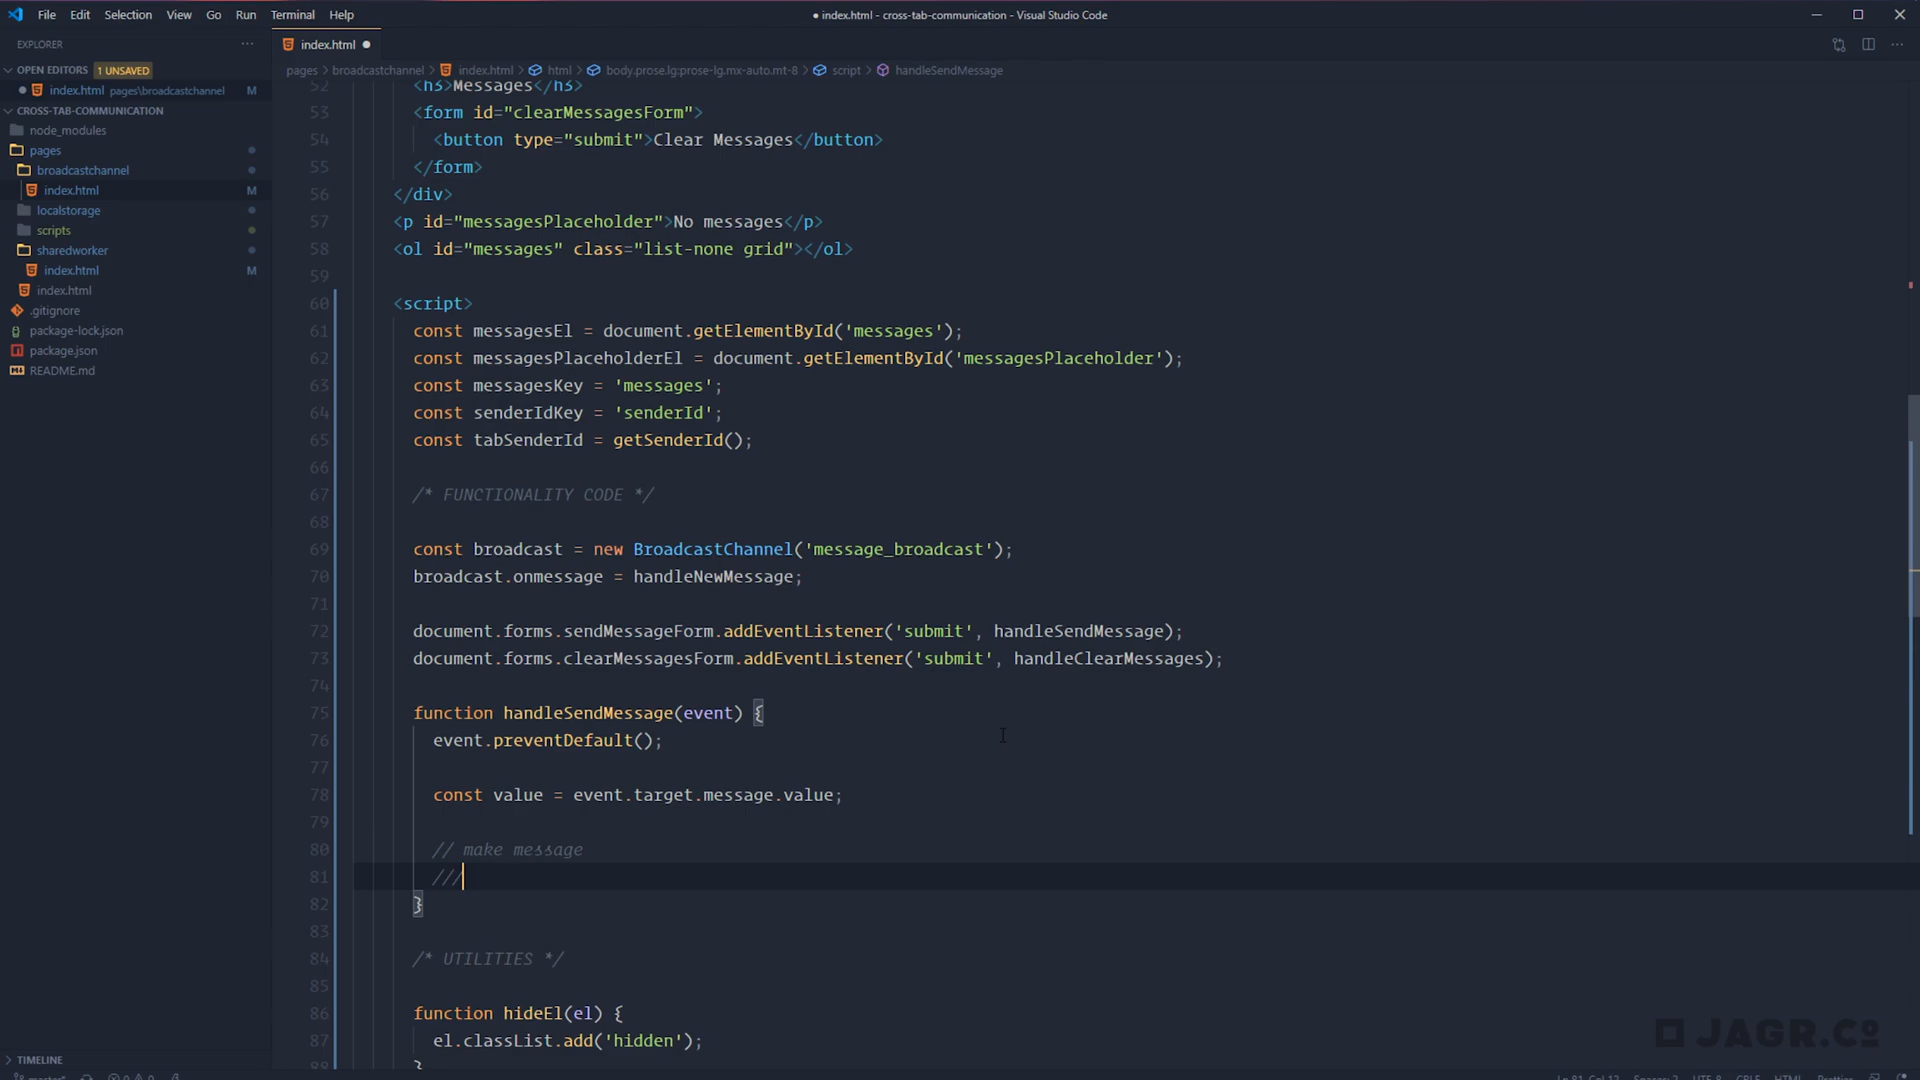 File Edit Selection View Go Run Terminal Help
● index.html - cross-tab-communication - Visual Studio Code
EXPLORER
OPEN EDITORS 1 UNSAVED
index.html pages\broadcastchannel M
CROSS-TAB-COMMUNICATION
node_modules
pages
broadcastchannel
index.html M
localstorage
scripts
sharedworker
index.html M
index.html
.gitignore
package-lock.json
package.json
README.md
TIMELINE
index.html
pages > broadcastchannel > index.html > html > body.prose.lg:prose-lg.mx-auto.mt-8 > script > handleSendMessage
52 <h3>Messages</h3>
53 <form id="clearMessagesForm">
54 <button type="submit">Clear Messages</button>
55 </form>
56 </div>
57 <p id="messagesPlaceholder">No messages</p>
58 <ol id="messages" class="list-none grid"></ol>
59
60 <script>
61 const messagesEl = document.getElementById('messages');
62 const messagesPlaceholderEl = document.getElementById('messagesPlaceholder');
63 const messagesKey = 'messages';
64 const senderIdKey = 'senderId';
65 const tabSenderId = getSenderId();
66
67 /* FUNCTIONALITY CODE */
68
69 const broadcast = new BroadcastChannel('message_broadcast');
70 broadcast.onmessage = handleNewMessage;
71
72 document.forms.sendMessageForm.addEventListener('submit', handleSendMessage);
73 document.forms.clearMessagesForm.addEventListener('submit', handleClearMessages);
74
75 function handleSendMessage(event) {
76 event.preventDefault();
77
78 const value = event.target.message.value;
79
80 // make message
81 ///
82 }
83
84 /* UTILITIES */
85
86 function hideEl(el) {
87 el.classList.add('hidden');
88 }
JAGR.Co